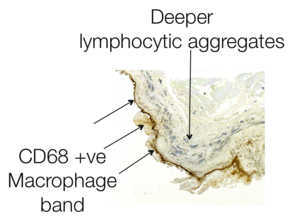 Deeper
lymphocytic aggregates
CD68 +ve
Macrophage
band